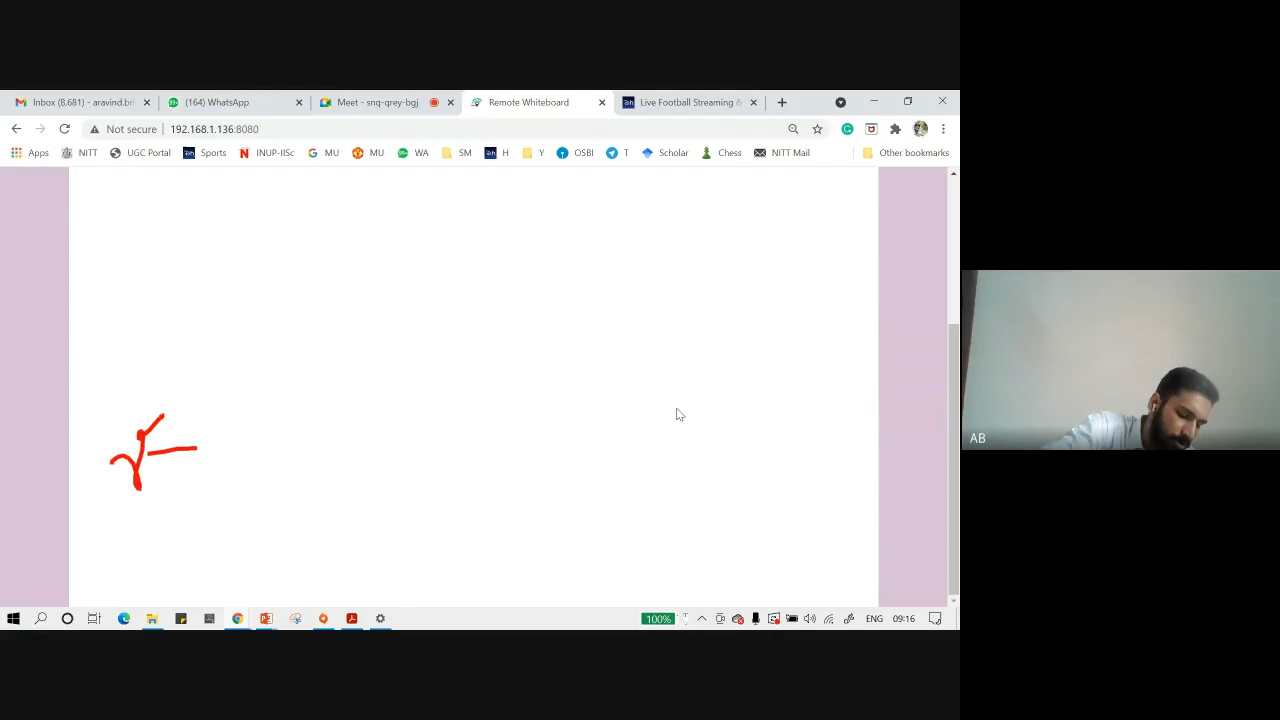 Inbox (8,681) - aravind.bri
(164) WhatsApp
Meet - snq-qrey-bgj
Remote Whiteboard
Live Football Streaming &
Not secure | 192.168.1.136:8080
Apps NITT UGC Portal Sports INUP-IISc MU MU WA SM H Y OSBI T Scholar Chess NITT Mail Other bookmarks
AB
100% ENG 09:16